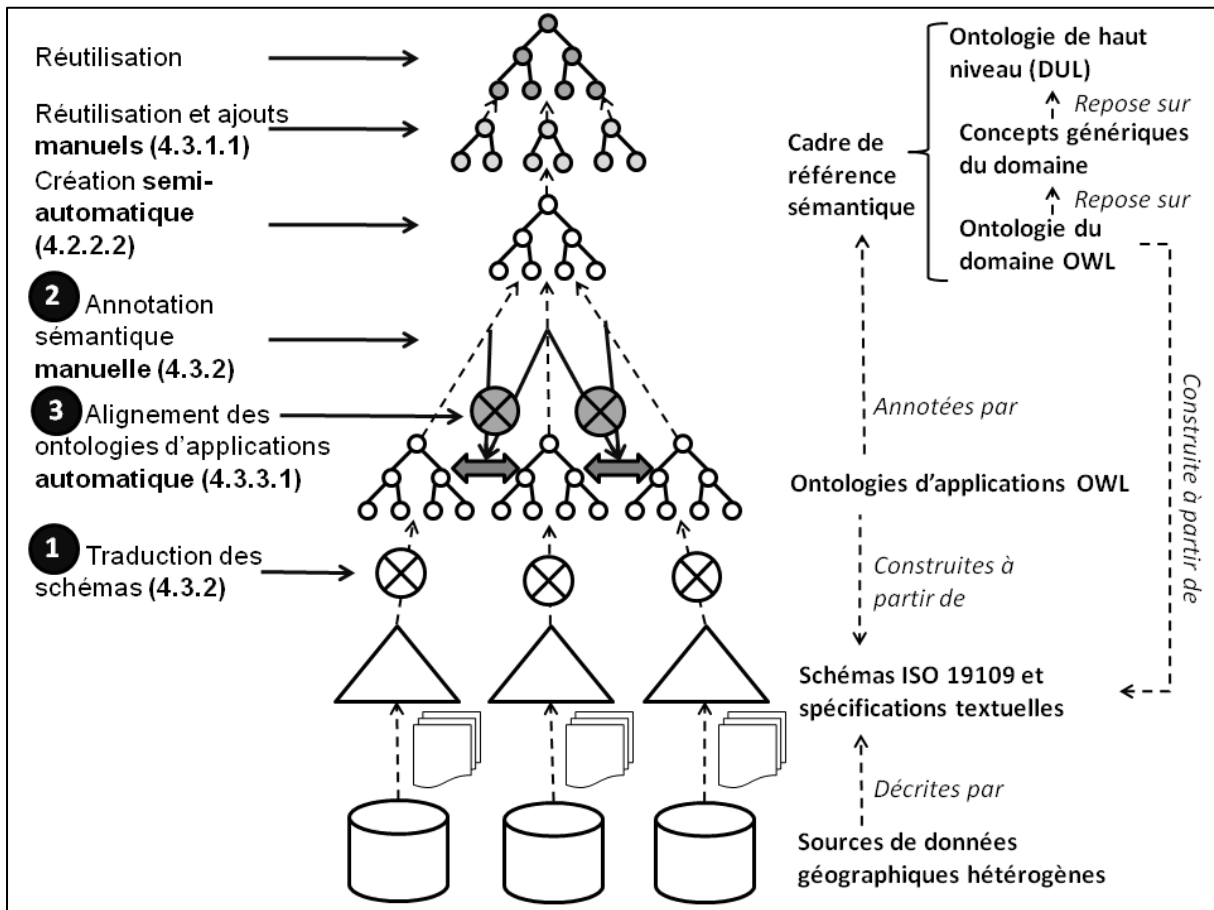 Réutilisation
Réutilisation et ajouts
manuels (4.3.1.1)
Création semi-
automatique
(4.2.2.2)
2 Annotation
sémantique
manuelle (4.3.2)
3 Alignement des
ontologies d'applications
automatique (4.3.3.1)
1 Traduction des
schémas (4.3.2)
Cadre de
référence
sémantique
Ontologie de haut
niveau (DUL)
Repose sur
Concepts génériques
du domaine
Repose sur
Ontologie du
domaine OWL
Annotées par
Construite à partir de
Ontologies d'applications OWL
Construites à
partir de
Schémas ISO 19109 et
spécifications textuelles
Décrites par
Sources de données
géographiques hétérogènes